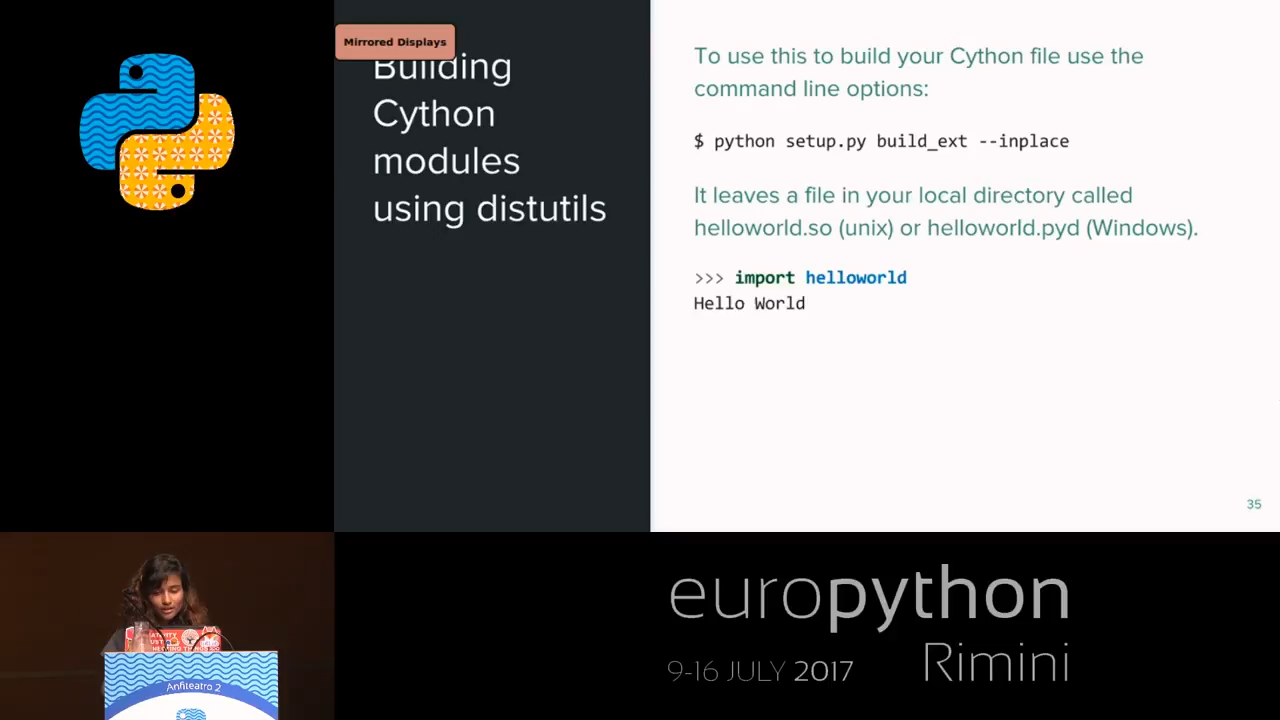 Mirrored Displays
Building
Cython
modules
using distutils
To use this to build your Cython file use the
command line options:
$ python setup.py build_ext --inplace
It leaves a file in your local directory called
helloworld.so (unix) or helloworld.pyd (Windows).
>>> import helloworld
Hello World
35
europython
9-16 JULY 2017
Rimini
Anfiteatro 2